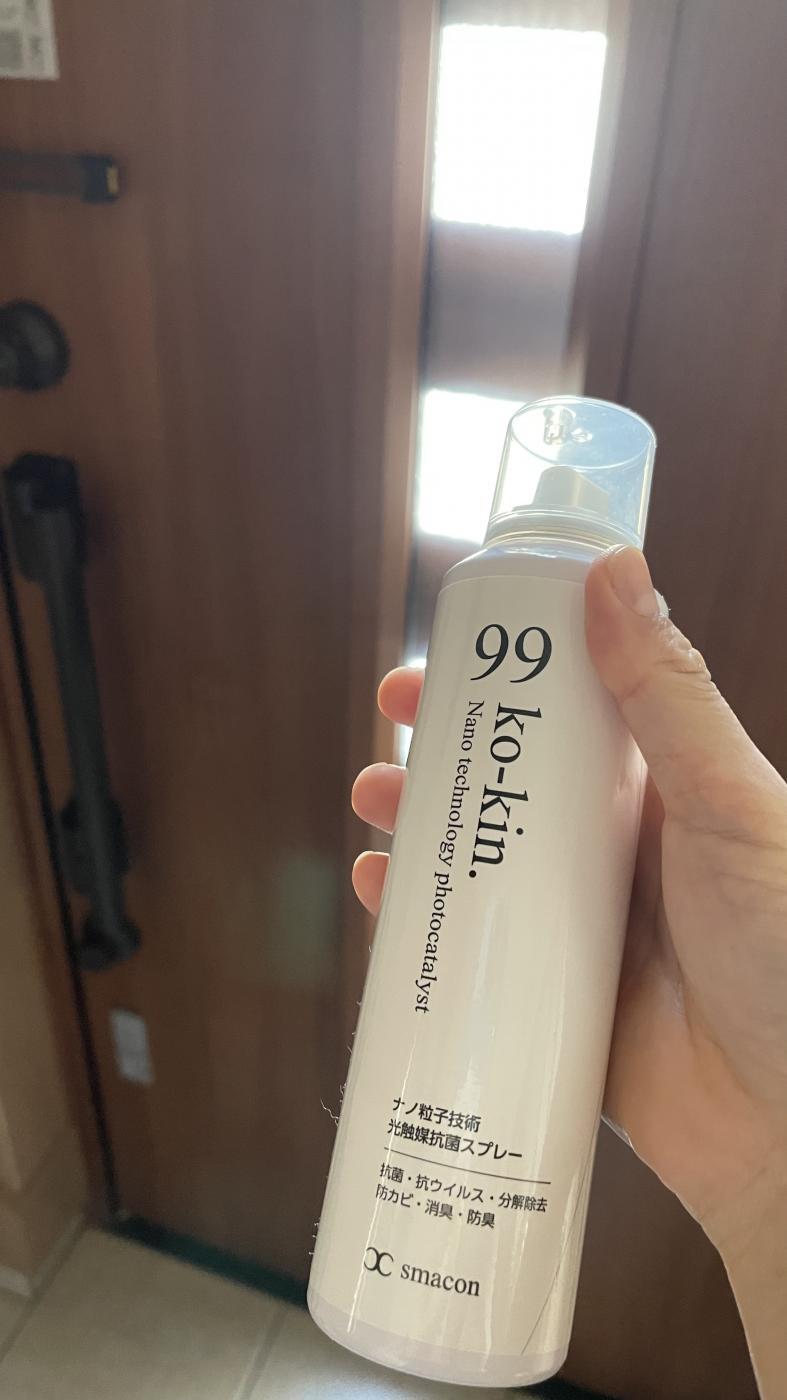 99
ko-kin.
Nano technology photocatalyst
ナノ粒子技術
光触媒抗菌スプレー
抗菌・抗ウイルス・分解除去
防カビ・消臭・防臭
smacon